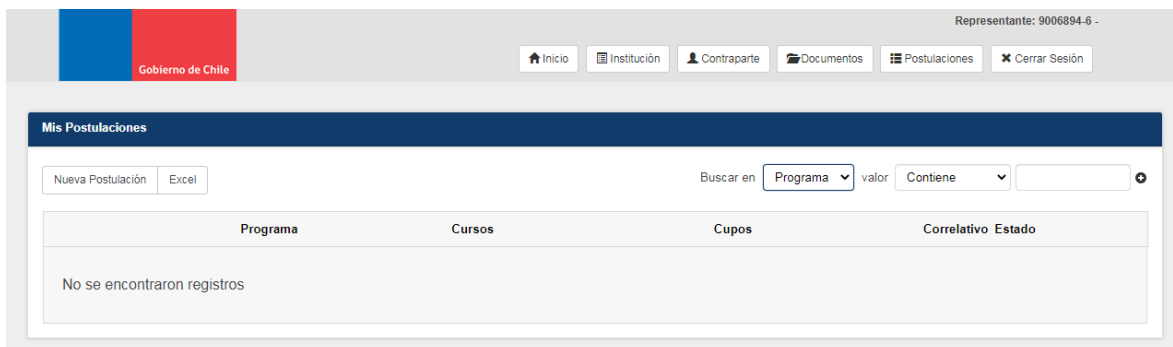 Representante: 9006894-6 -
Gobierno de Chile
Inicio Institución Contraparte Documentos Postulaciones Cerrar Sesión
Mis Postulaciones
Nueva Postulación Excel Buscar en Programa valor Contiene
Programa Cursos Cupos Correlativo Estado
No se encontraron registros